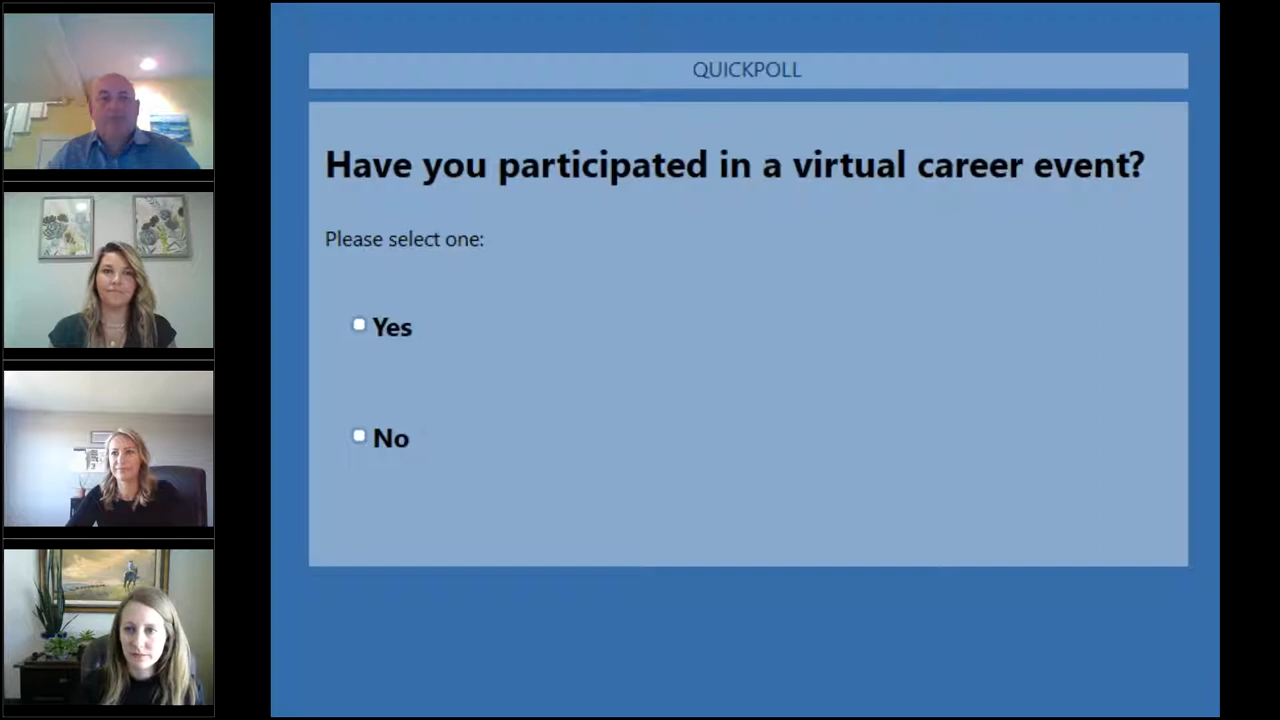 QUICKPOLL
Have you participated in a virtual career event?
Please select one:
Yes
No